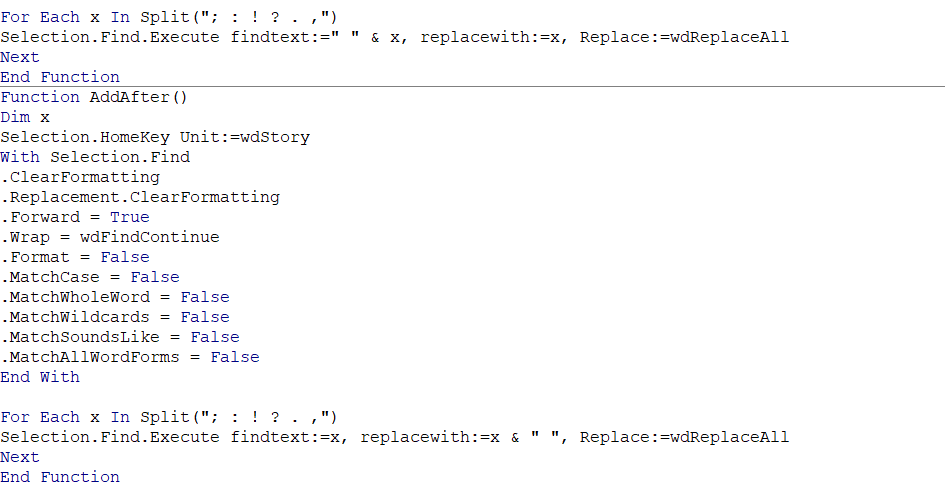 For Each x In Split("; : ! ? . ,")
Selection.Find.Execute findtext:=" " & x, replacewith:=x, Replace:=wdReplaceAll
Next
End Function
Function AddAfter()
Dim x
Selection.HomeKey Unit:=wdStory
With Selection.Find
.ClearFormatting
.Replacement.ClearFormatting
.Forward = True
.Wrap = wdFindContinue
.Format = False
.MatchCase = False
.MatchWholeWord = False
.MatchWildcards = False
.MatchSoundsLike = False
.MatchAllWordForms = False
End With
For Each x In Split("; : ! ? . ,")
Selection.Find.Execute findtext:=x, replacewith:=x & " ", Replace:=wdReplaceAll
Next
End Function